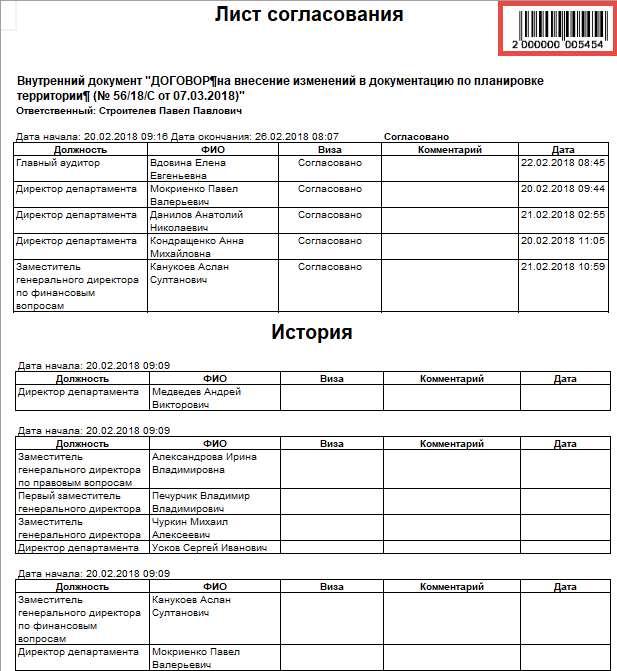 Лист согласования
2 000000 005454
Внутренний документ "ДОГОВОР¶на внесение изменений в документацию по планировке
территории¶ (№ 56/18/С от 07.03.2018)"
Ответственный: Строителев Павел Павлович
Дата начала: 20.02.2018 09:16 Дата окончания: 26.02.2018 08:07 Согласовано
Должность ФИО Виза Комментарий Дата
Главный аудитор Вдовина Елена Согласовано 22.02.2018 08:45
Евгеньевна
Директор департамента Мокриенко Павел Согласовано 20.02.2018 09:44
Валерьевич
Директор департамента Данилов Анатолий Согласовано 21.02.2018 02:55
Николаевич
Директор департамента Кондращенко Анна Согласовано 20.02.2018 11:05
Михайловна
Заместитель Канукоев Аслан Согласовано 21.02.2018 10:59
генерального директора Султанович
по финансовым
вопросам
История
Дата начала: 20.02.2018 09:09
Должность ФИО Виза Комментарий Дата
Директор департамента Медведев Андрей
Викторович
Дата начала: 20.02.2018 09:09
Должность ФИО Виза Комментарий Дата
Заместитель Александрова Ирина
генерального директора Владимировна
по правовым вопросам
Первый заместитель Печурчик Владимир
генерального директора Владимирович
Заместитель Чуркин Михаил
генерального директора Алексеевич
Директор департамента Усков Сергей Иванович
Дата начала: 20.02.2018 09:09
Должность ФИО Виза Комментарий Дата
Заместитель Канукоев Аслан
генерального директора Султанович
по финансовым
вопросам
Директор департамента Мокриенко Павел
Валерьевич